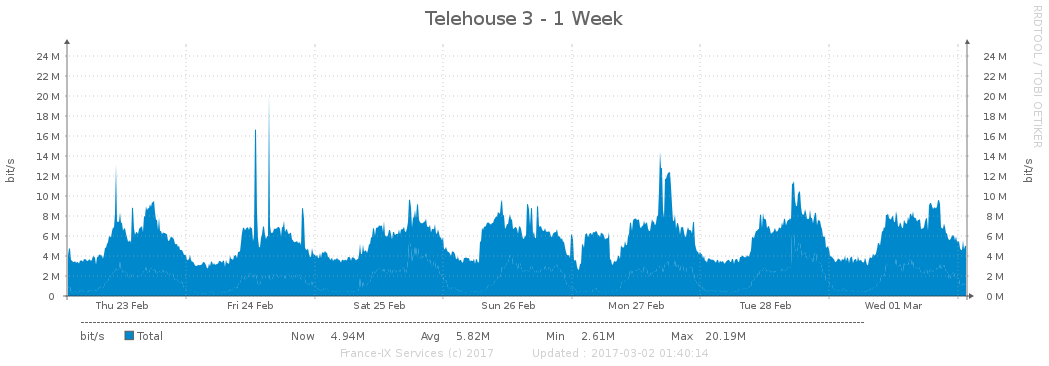 Telehouse 3 - 1 Week
RRDTOOL / TOBI OETIKER
bit/s
24 M 24 M
22 M 22 M
20 M 20 M
18 M 18 M
16 M 16 M
14 M 14 M
12 M 12 M
10 M 10 M
8 M 8 M
6 M 6 M
4 M 4 M
2 M 2 M
0 0 M
bit/s
Thu 23 Feb Fri 24 Feb Sat 25 Feb Sun 26 Feb Mon 27 Feb Tue 28 Feb Wed 01 Mar
bit/s Total Now 4.94M Avg 5.82M Min 2.61M Max 20.19M
France-IX Services (c) 2017 Updated : 2017-03-02 01:40:14